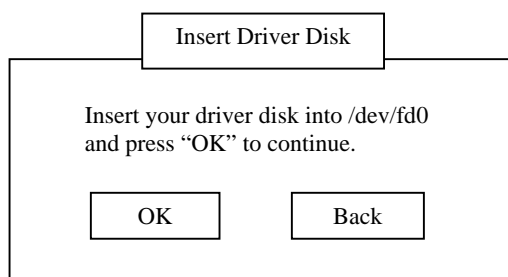 Insert Driver Disk
Insert your driver disk into /dev/fd0
and press “OK” to continue.
OK
Back